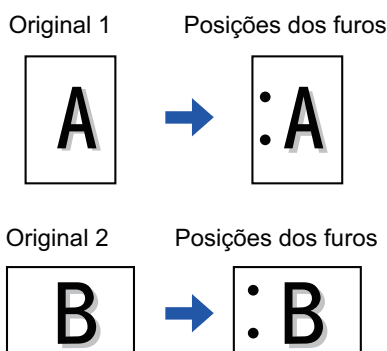 Original 1 Posições dos furos
A A
Original 2 Posições dos furos
B B